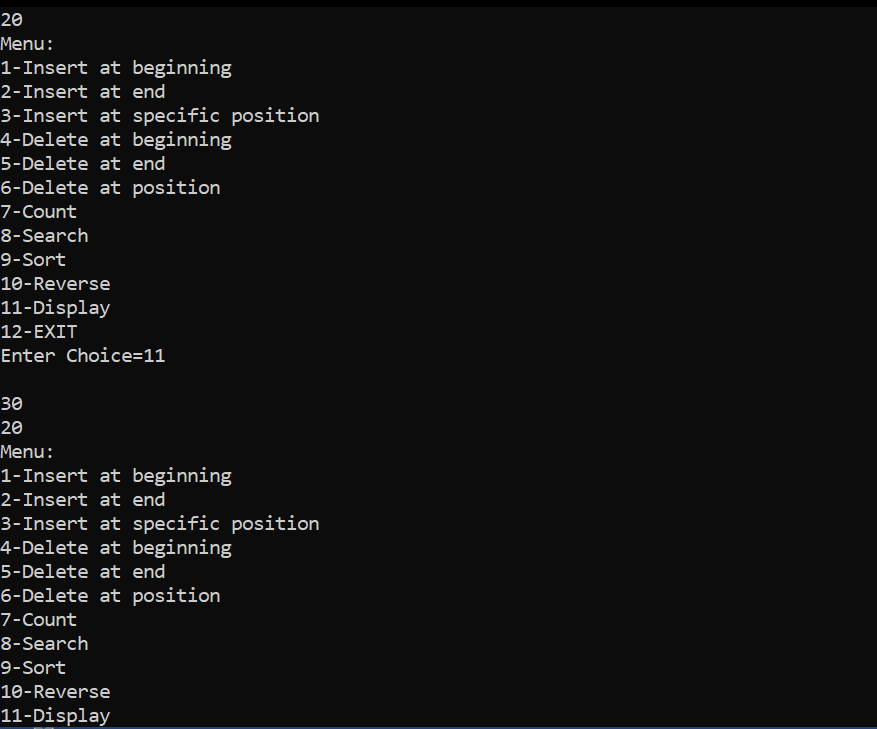 20
Menu:
1-Insert at beginning
2-Insert at end
3-Insert at specific position
4-Delete at beginning
5-Delete at end
6-Delete at position
7-Count
8-Search
9-Sort
10-Reverse
11-Display
12-EXIT
Enter Choice=11
30
20
Menu:
1-Insert at beginning
2-Insert at end
3-Insert at specific position
4-Delete at beginning
5-Delete at end
6-Delete at position
7-Count
8-Search
9-Sort
10-Reverse
11-Display